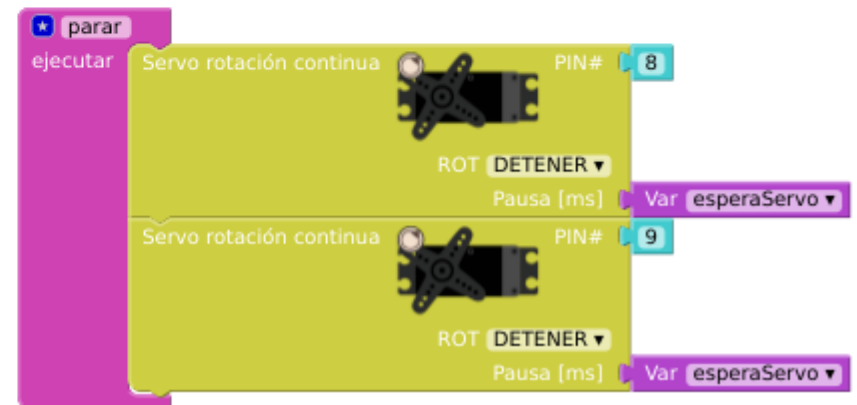 parar
ejecutar Servo rotación continua PIN# 8
ROT DETENER ▾
Pausa [ms] Var esperaServo ▾
Servo rotación continua PIN# 9
ROT DETENER ▾
Pausa [ms] Var esperaServo ▾